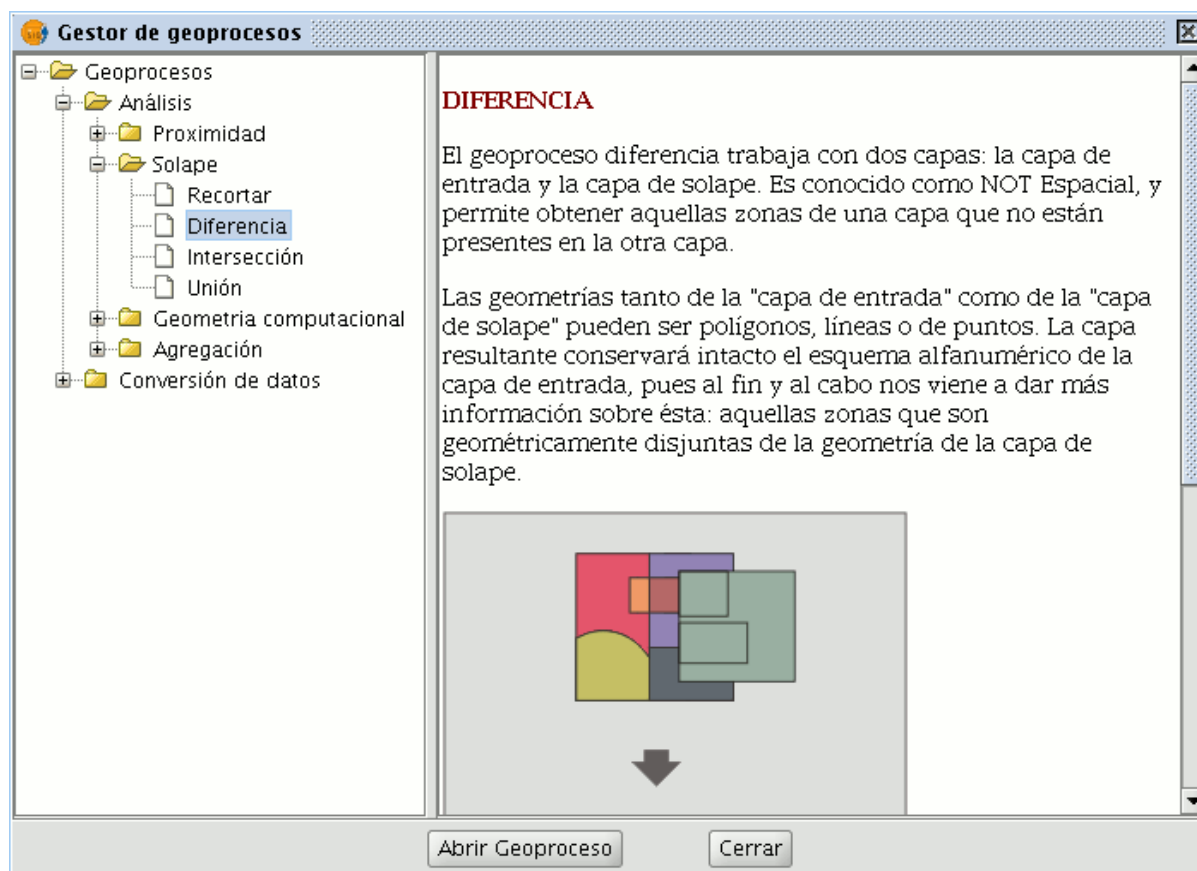 Gestor de geoprocesos
Geoprocesos
Análisis
Proximidad
Solape
Recortar
Diferencia
Intersección
Unión
Geometria computacional
Agregación
Conversión de datos
DIFERENCIA
El geoproceso diferencia trabaja con dos capas: la capa de
entrada y la capa de solape. Es conocido como NOT Espacial, y
permite obtener aquellas zonas de una capa que no están
presentes en la otra capa.
Las geometrías tanto de la "capa de entrada" como de la "capa
de solape" pueden ser polígonos, líneas o de puntos. La capa
resultante conservará intacto el esquema alfanumérico de la
capa de entrada, pues al fin y al cabo nos viene a dar más
información sobre ésta: aquellas zonas que son
geométricamente disjuntas de la geometría de la capa de
solape.
Abrir Geoproceso
Cerrar